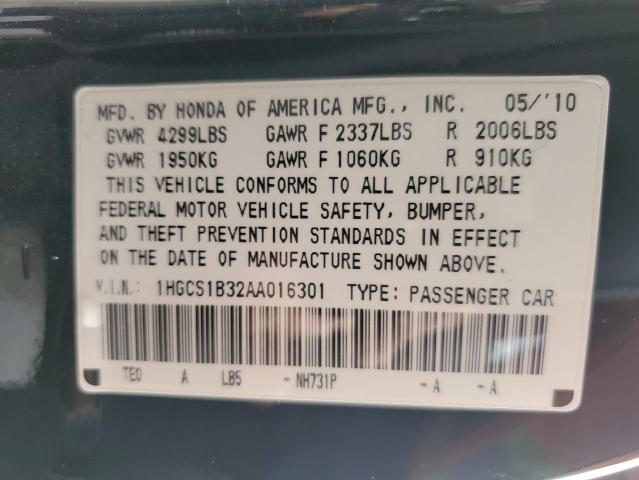 MFD. BY HONDA OF AMERICA MFG., INC. 05/'10
GVWR 4299LBS GAWR F 2337LBS R 2006LBS
GVWR 1950KG GAWR F 1060KG R 910KG
THIS VEHICLE CONFORMS TO ALL APPLICABLE
FEDERAL MOTOR VEHICLE SAFETY, BUMPER,
AND THEFT PREVENTION STANDARDS IN EFFECT
ON THE DATE OF MANUFACTURE SHOWN ABOVE.
V.I.N.: 1HGCS1B32AA016301 TYPE: PASSENGER CAR
TE0 A LB5 - NH731P - A - A